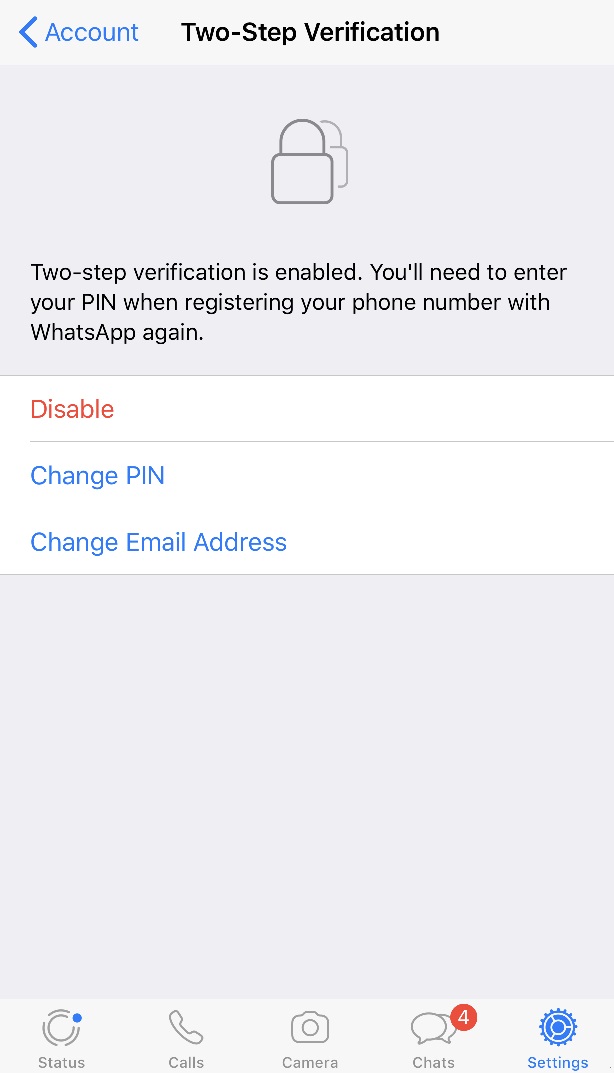 Account
Two-Step Verification
Two-step verification is enabled. You'll need to enter
your PIN when registering your phone number with
WhatsApp again.
Disable
Change PIN
Change Email Address
4
Status
Calls
Camera
Chats
Settings